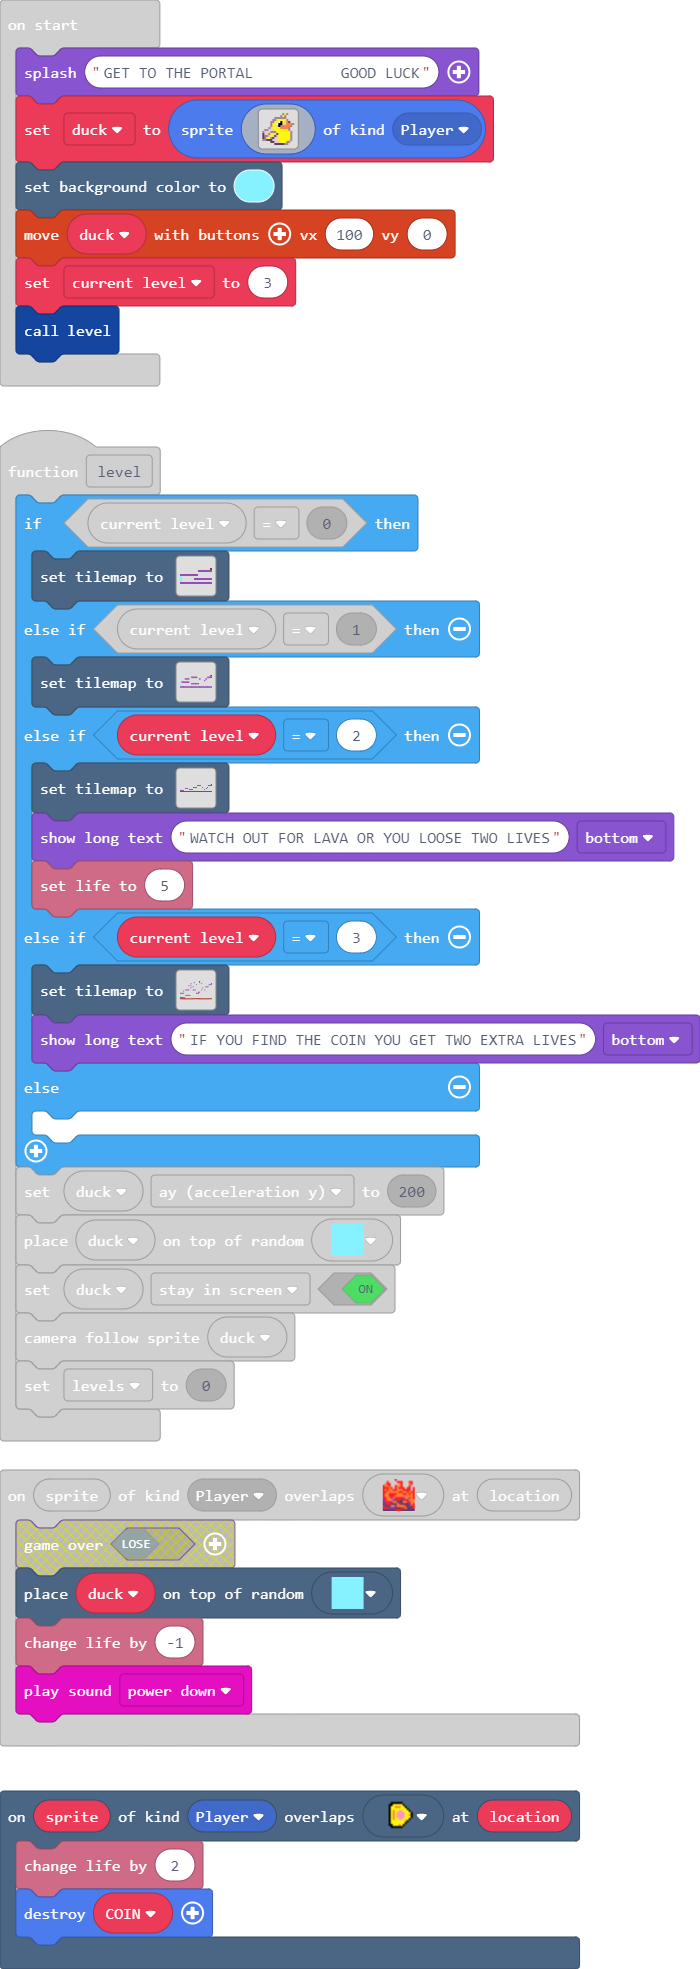 on start
splash "GET TO THE PORTAL GOOD LUCK"
set duck to sprite of kind Player
set background color to
move duck with buttons vx 100 vy 0
set current level to 3
call level
function level
if current level = 0 then
set tilemap to
else if current level = 1 then
set tilemap to
else if current level = 2 then
set tilemap to
show long text "WATCH OUT FOR LAVA OR YOU LOOSE TWO LIVES" bottom
set life to 5
else if current level = 3 then
set tilemap to
show long text "IF YOU FIND THE COIN YOU GET TWO EXTRA LIVES" bottom
else
set duck ay (acceleration y) to 200
place duck on top of random
set duck stay in screen ON
camera follow sprite duck
set levels to 0
on sprite of kind Player overlaps at location
game over LOSE
place duck on top of random
change life by -1
play sound power down
on sprite of kind Player overlaps at location
change life by 2
destroy COIN